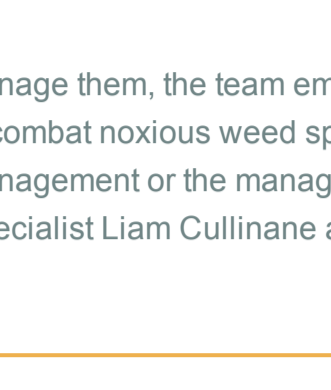 nage them, the team em
combat noxious weed sp
nagement or the manag
ecialist Liam Cullinane a